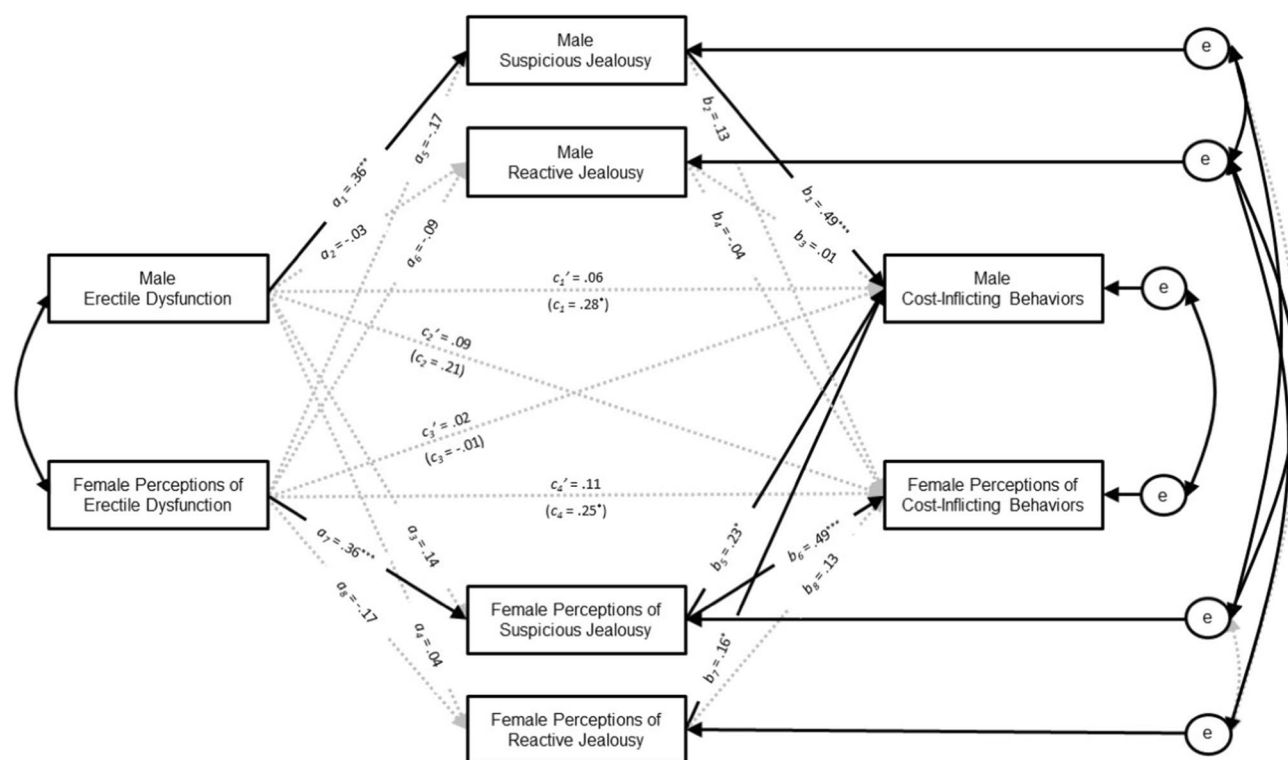 Male
Suspicious Jealousy
e
Male
Reactive Jealousy
e
a₁ = .36**
a₅ = -.17
a₂ = -.03
a₆ = -.09
b₂ = .13
b₁ = .49***
b₄ = -.04
b₃ = .01
Male
Erectile Dysfunction
c₁′ = .06
(c₁ = .28*)
Male
Cost-Inflicting Behaviors
e
c₂′ = .09
(c₂ = .21)
c₃′ = .02
(c₃ = -.01)
Female Perceptions of
Erectile Dysfunction
c₄′ = .11
(c₄ = .25*)
Female Perceptions of
Cost-Inflicting Behaviors
e
a₇ = .36***
a₃ = .14
a₈ = -.17
a₄ = .04
b₅ = .23*
b₆ = .49***
b₈ = .13
b₇ = .16*
Female Perceptions of
Suspicious Jealousy
e
Female Perceptions of
Reactive Jealousy
e